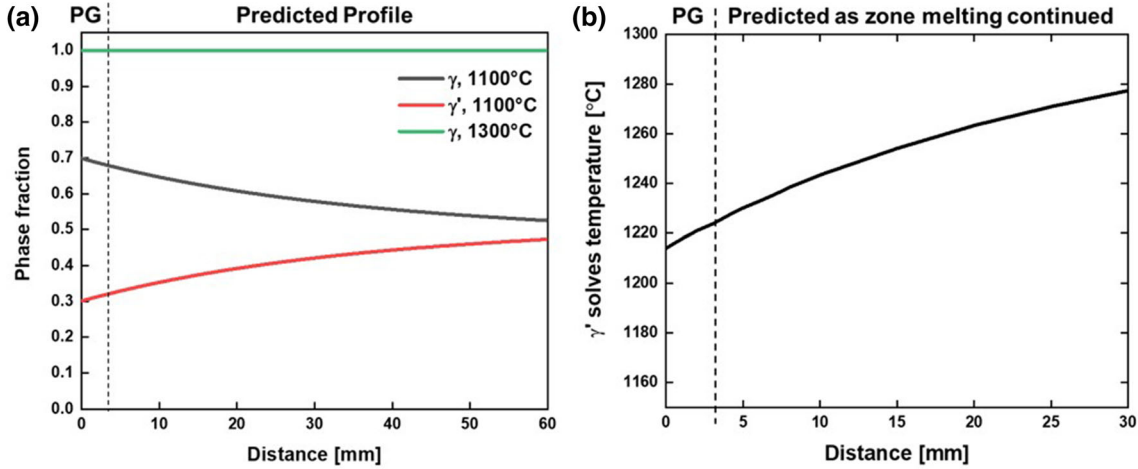 (a)
PG
Predicted Profile
1.0
0.9
0.8
0.7
0.6
0.5
0.4
0.3
0.2
0.1
0.0
Phase fraction
γ, 1100°C
γ', 1100°C
γ, 1300°C
0
10
20
30
40
50
60
Distance [mm]
(b)
PG
Predicted as zone melting continued
1300
1280
1260
1240
1220
1200
1180
1160
γ' solves temperature [°C]
0
5
10
15
20
25
30
Distance [mm]